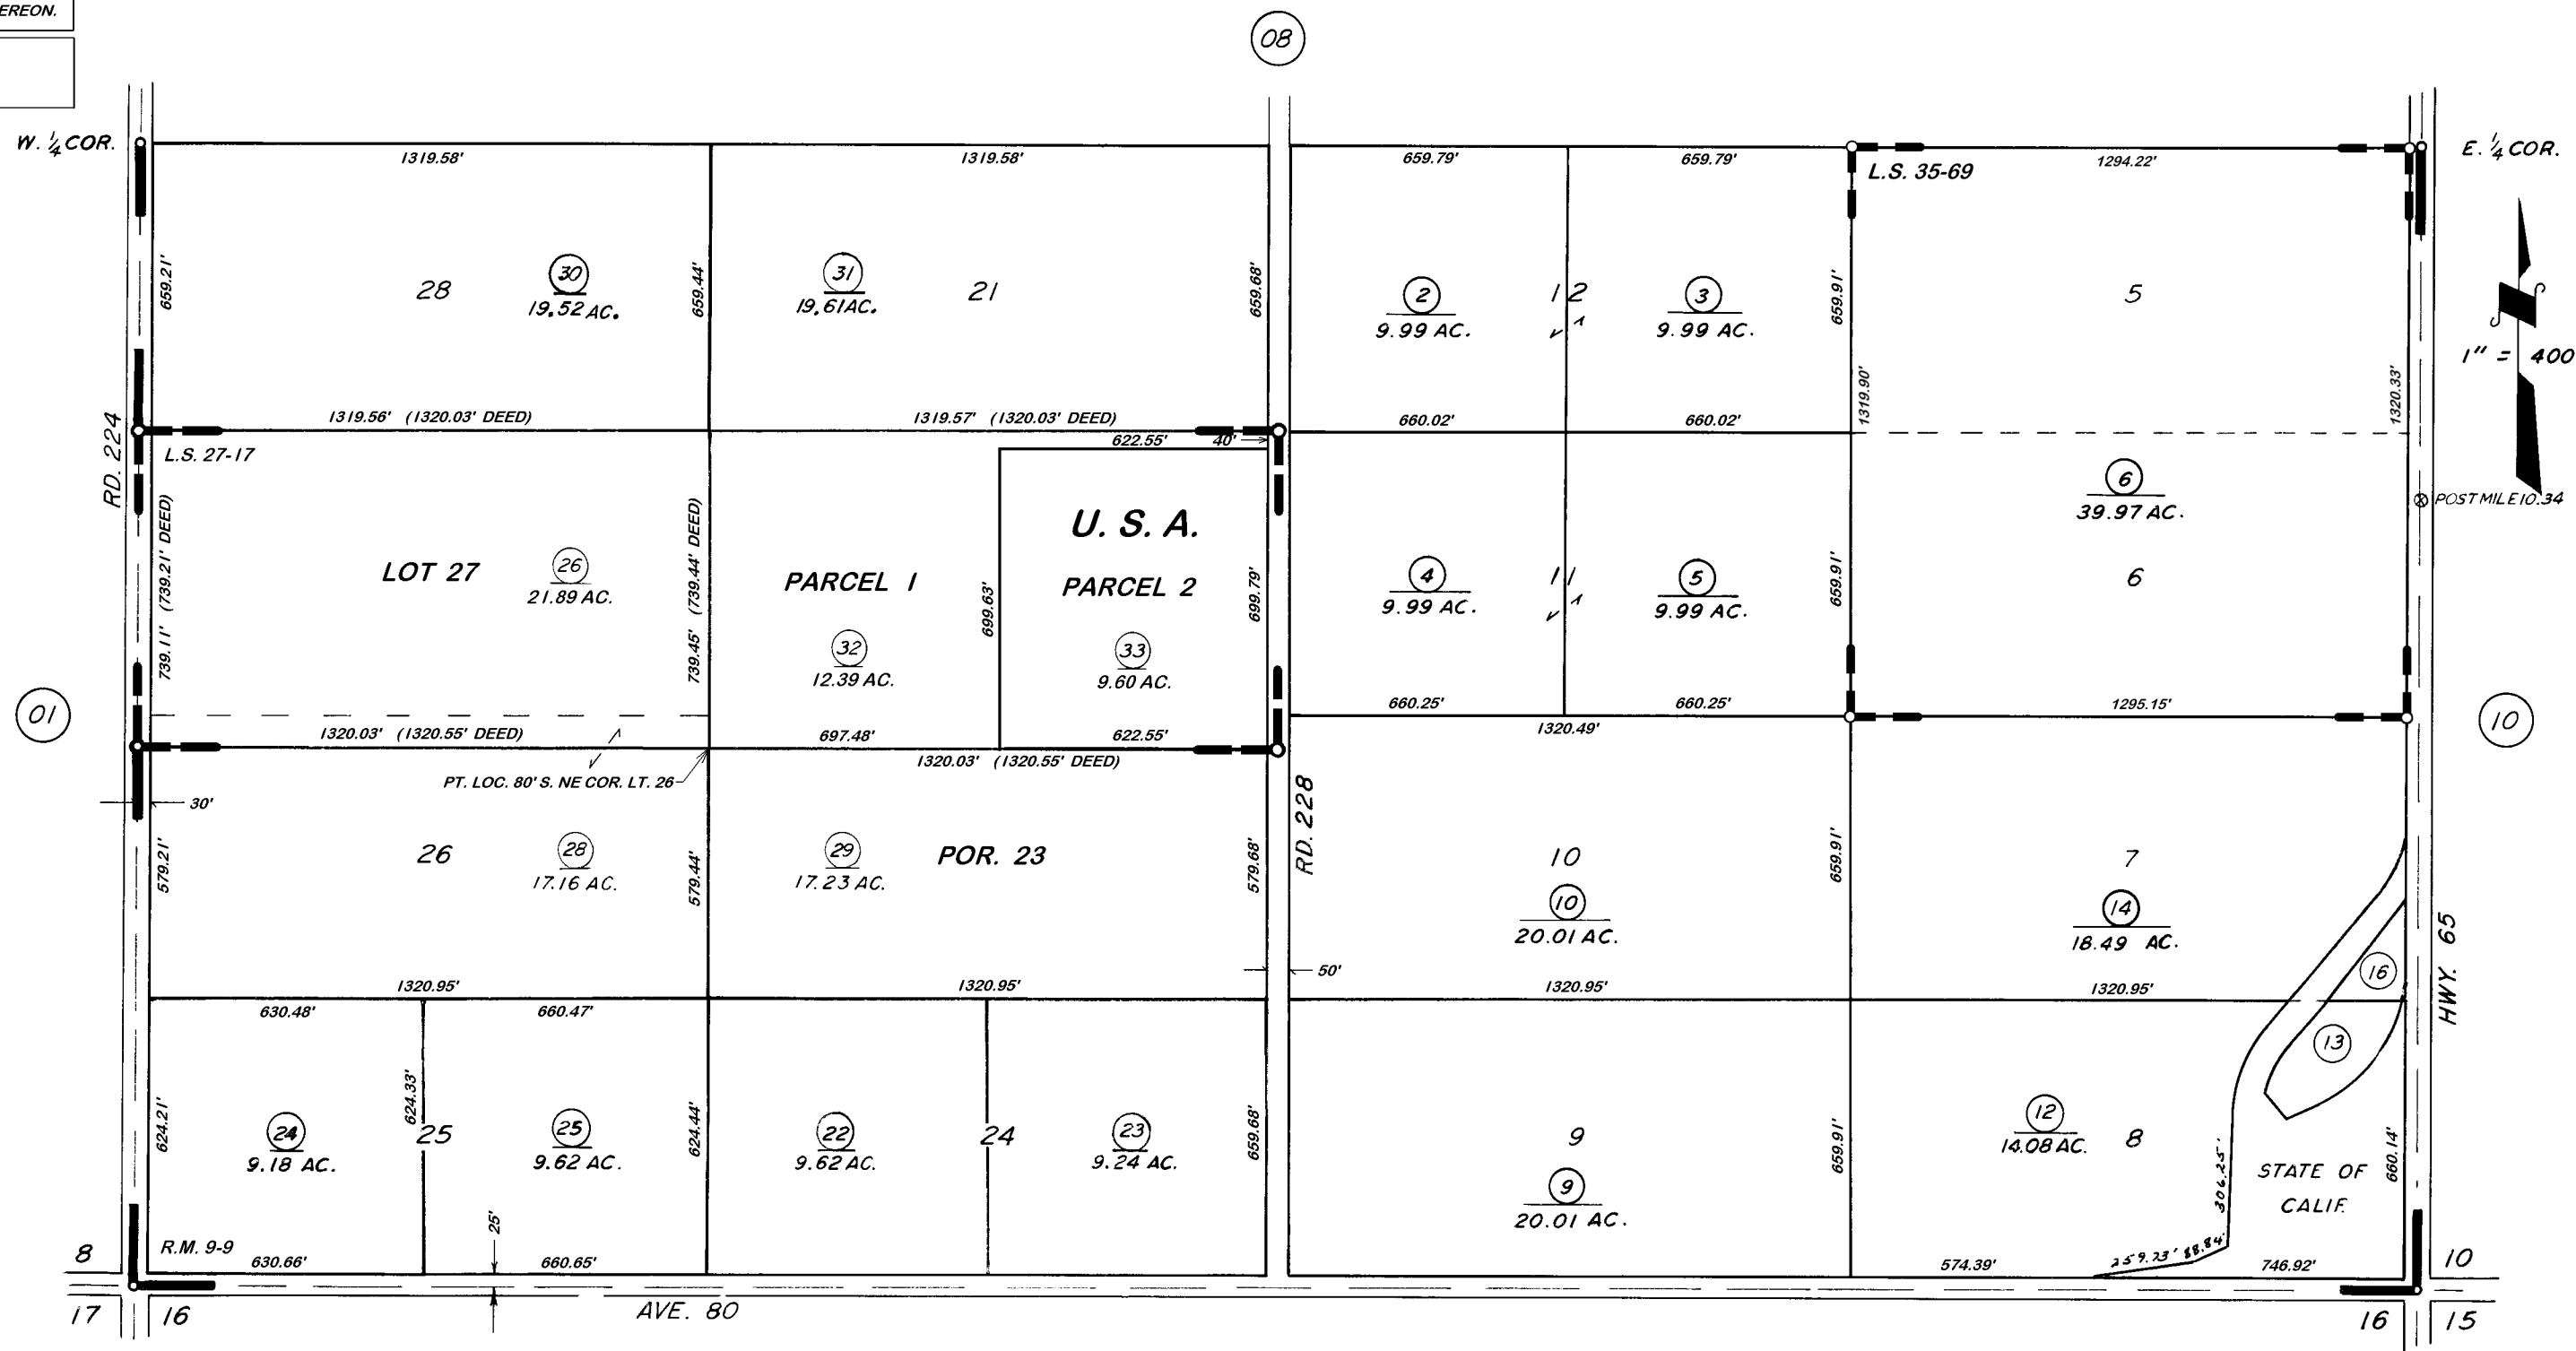 EREON.
08
W. 1/4 COR.
1319.58'
1319.58'
659.79'
659.79'
L.S. 35-69
1294.22'
E. 1/4 COR.
659.21'
28
30
19.52 AC.
659.44'
31
19.61 AC.
21
659.68'
2
9.99 AC.
12
3
9.99 AC.
659.91'
5
1" = 400
1319.56' (1320.03' DEED)
1319.57' (1320.03' DEED)
622.55'
40'
660.02'
660.02'
1319.90'
1320.33'
RD. 224
L.S. 27-17
739.11' (739.21' DEED)
LOT 27
26
21.89 AC.
739.45' (739.44' DEED)
PARCEL 1
32
12.39 AC.
699.63'
U. S. A.
PARCEL 2
33
9.60 AC.
699.79'
4
9.99 AC.
11
5
9.99 AC.
659.91'
6
39.97 AC.
6
POST MILE 10.34
01
1320.03' (1320.55' DEED)
697.48'
622.55'
1320.03' (1320.55' DEED)
660.25'
660.25'
1320.49'
1295.15'
10
PT. LOC. 80' S. NE COR. LT. 26
30'
579.21'
26
28
17.16 AC.
579.44'
29
17.23 AC.
POR. 23
579.68'
RD. 228
10
10
20.01 AC.
659.91'
7
14
18.49 AC.
16
HWY. 65
50'
1320.95'
1320.95'
1320.95'
1320.95'
630.48'
660.47'
13
624.21'
24
9.18 AC.
624.33'
25
25
9.62 AC.
624.44'
22
9.62 AC.
24
23
9.24 AC.
659.68'
9
9
20.01 AC.
659.91'
12
14.08 AC.
8
306.25'
STATE OF
CALIF.
660.14'
8
R.M. 9-9
630.66'
25'
660.65'
574.39'
259.23'
88.84'
746.92'
10
17
16
AVE. 80
16
15